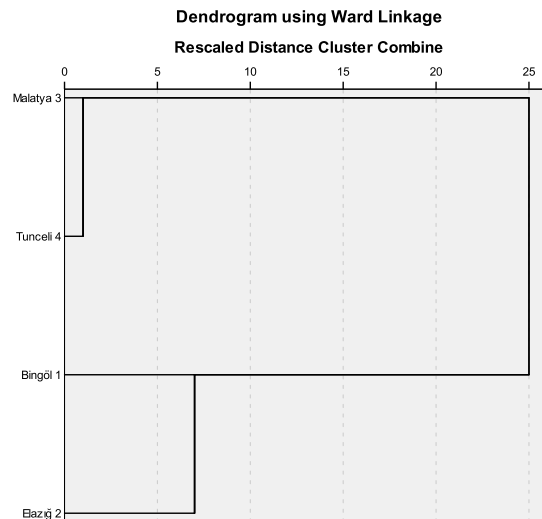 Dendrogram using Ward Linkage
Rescaled Distance Cluster Combine
0 5 10 15 20 25
Malatya 3
Tunceli 4
Bingöl 1
Elazığ 2